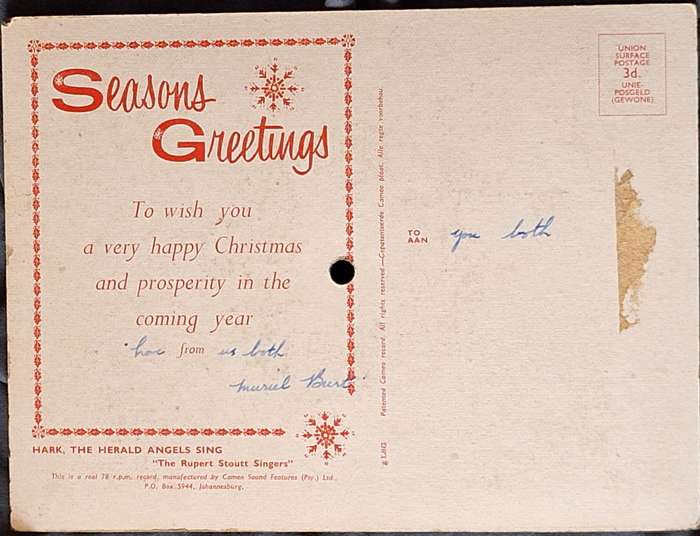 Seasons
Greetings
To wish you
a very happy Christmas
and prosperity in the
coming year
from us both
Muriel
HARK, THE HERALD ANGELS SING
"The Rupert Stoutt Singers"
This is a real 78 r.p.m. record, manufactured by Cameo Sound Features (Pty.) Ltd.,
P.O. Box 5944, Johannesburg.
Patented Cameo record. All rights reserved.—Gepatenteerde Cameo plaat. Alle regte voorbehou.
TO
AAN
you both
UNION
SURFACE
POSTAGE
3d.
UNIE-
POSGELD
(GEWONE)